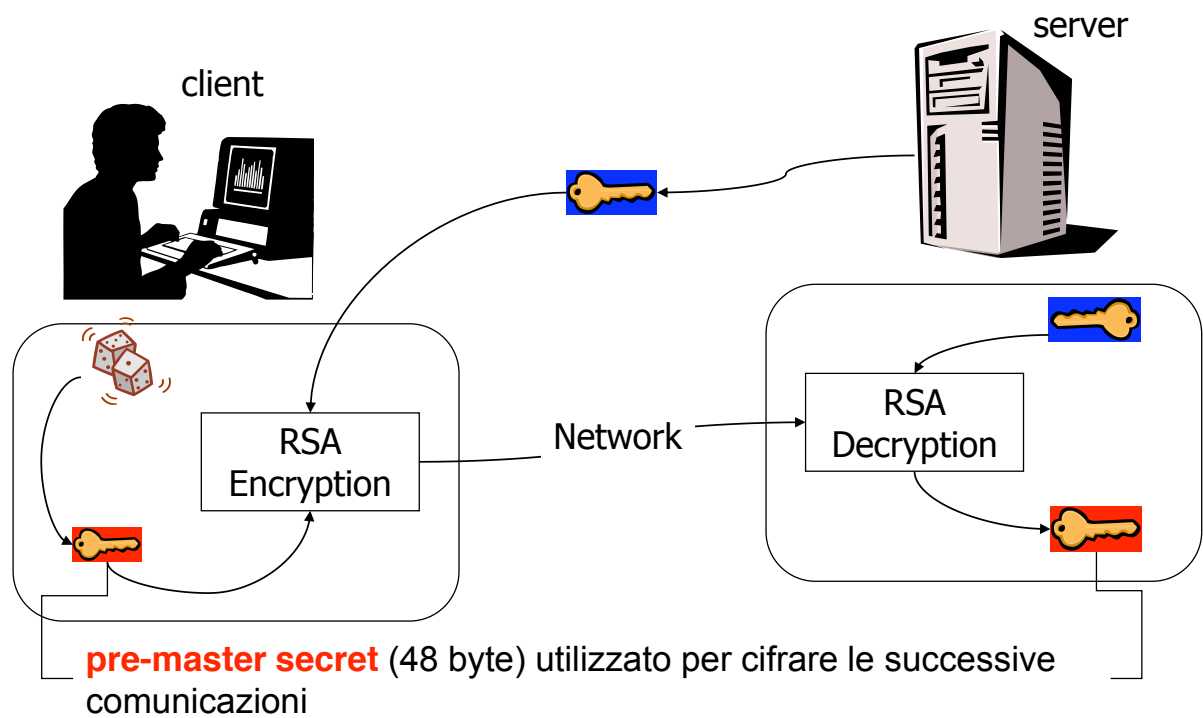 server
client
RSA
Encryption
Network
RSA
Decryption
pre-master secret (48 byte) utilizzato per cifrare le successive
comunicazioni